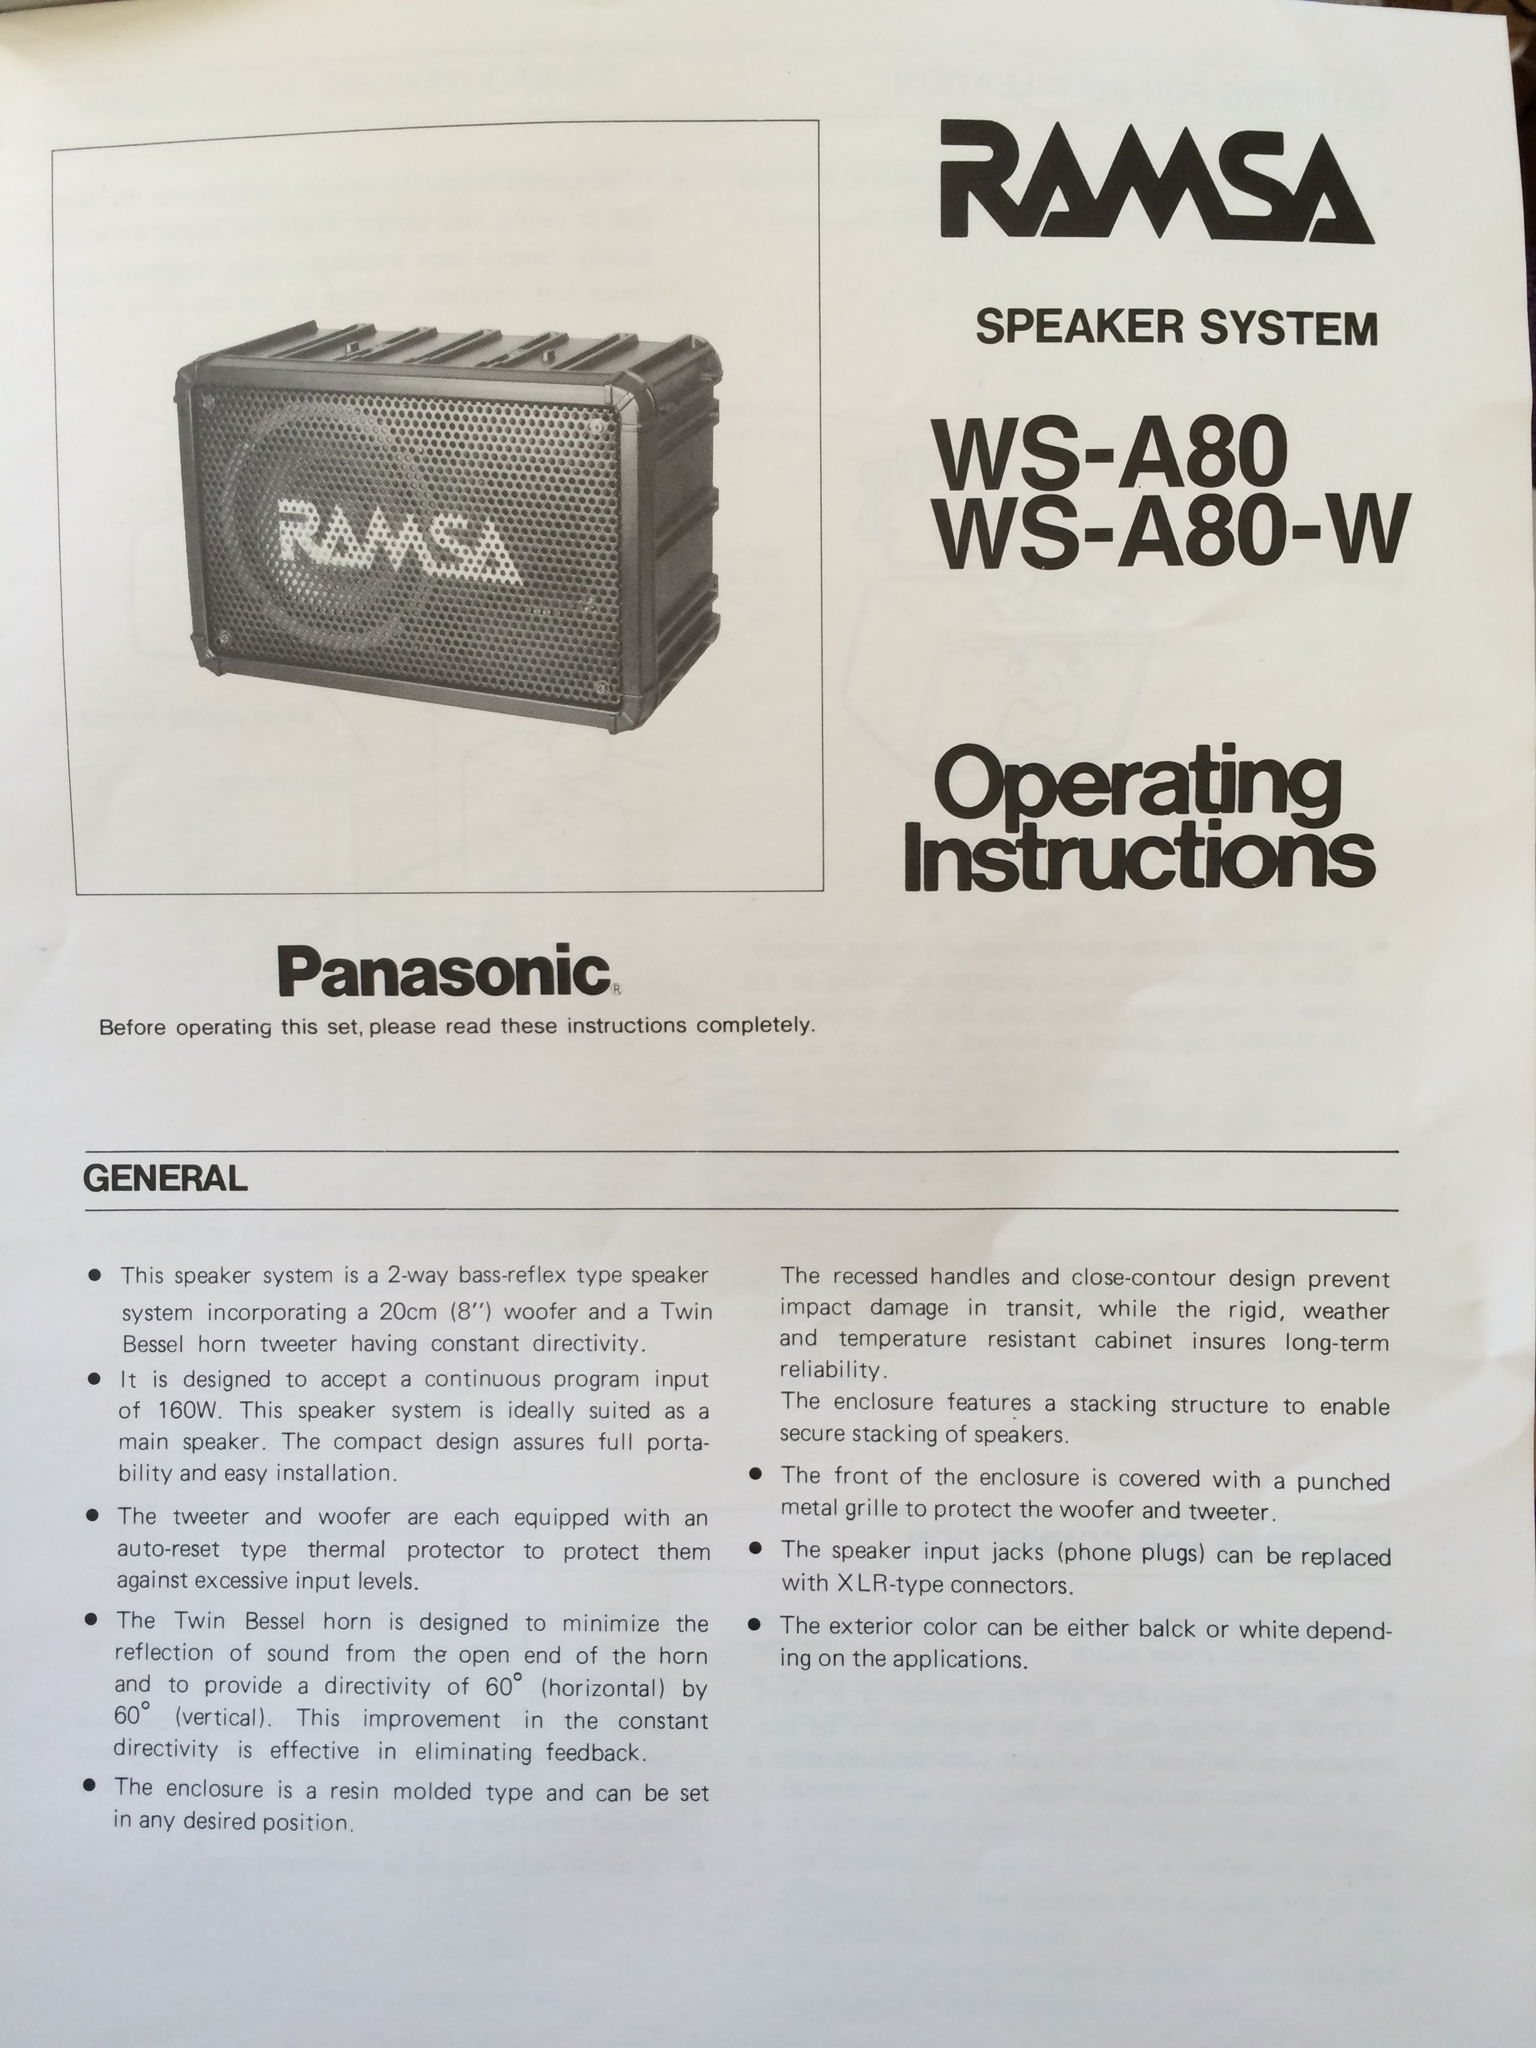 RAMSA
SPEAKER SYSTEM
WS-A80
WS-A80-W
RAMSA
Operating
Instructions
Panasonic®
Before operating this set, please read these instructions completely.
GENERAL
● This speaker system is a 2-way bass-reflex type speaker
system incorporating a 20cm (8'') woofer and a Twin
Bessel horn tweeter having constant directivity.
● It is designed to accept a continuous program input
of 160W. This speaker system is ideally suited as a
main speaker. The compact design assures full porta-
bility and easy installation.
● The tweeter and woofer are each equipped with an
auto-reset type thermal protector to protect them
against excessive input levels.
● The Twin Bessel horn is designed to minimize the
reflection of sound from the open end of the horn
and to provide a directivity of 60° (horizontal) by
60° (vertical). This improvement in the constant
directivity is effective in eliminating feedback.
● The enclosure is a resin molded type and can be set
in any desired position.
The recessed handles and close-contour design prevent
impact damage in transit, while the rigid, weather
and temperature resistant cabinet insures long-term
reliability.
The enclosure features a stacking structure to enable
secure stacking of speakers.
● The front of the enclosure is covered with a punched
metal grille to protect the woofer and tweeter.
● The speaker input jacks (phone plugs) can be replaced
with XLR-type connectors.
● The exterior color can be either balck or white depend-
ing on the applications.